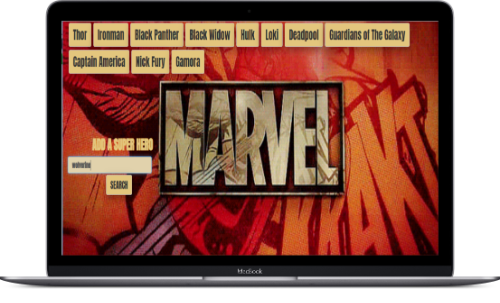 Thor Ironman Black Panther Black Widow Hulk Loki Deadpool Guardians of The Galaxy
Captain America Nick Fury Gamora
MARVEL
ADD A SUPER HERO
SEARCH
KRAKT
MacBook